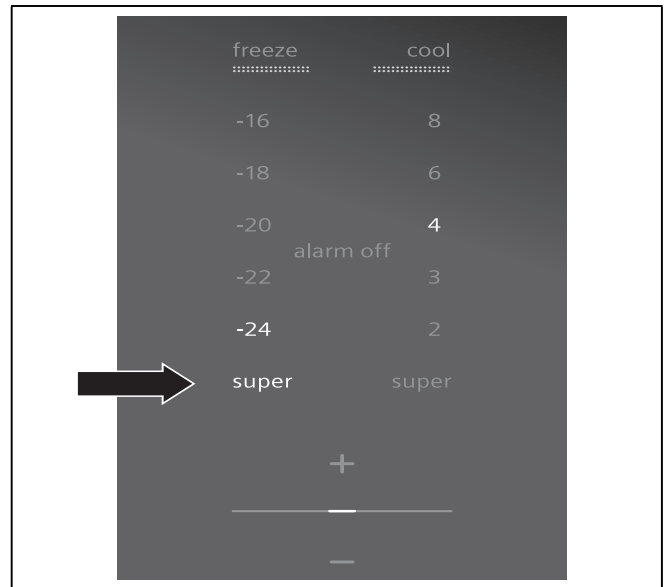 freeze cool
-16 8
-18 6
-20 4
alarm off
-22 3
-24 2
super super
+
−